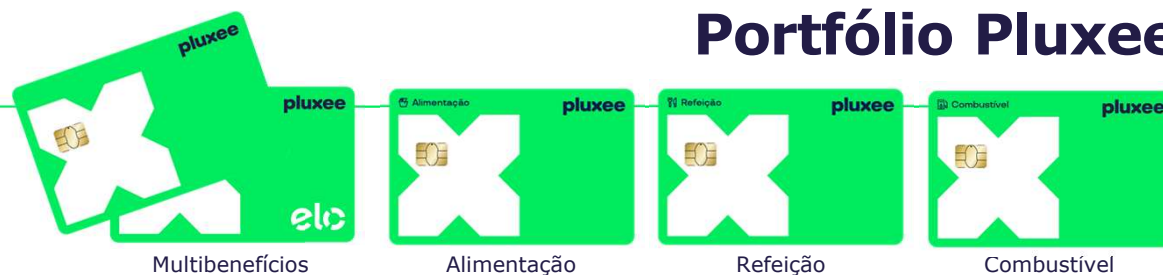 Portfólio Pluxee
pluxee
pluxee
elo
Alimentação pluxee
Refeição pluxee
Combustível pluxee
Multibenefícios
Alimentação
Refeição
Combustível